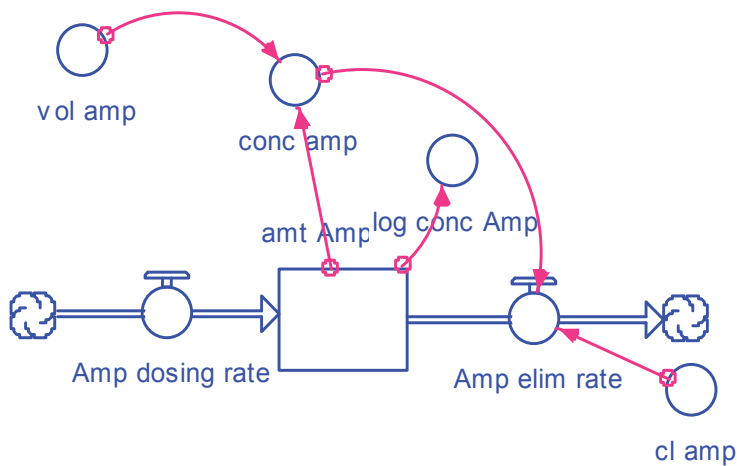 vol amp
conc amp
amt Amp
log conc Amp
Amp dosing rate
Amp elim rate
cl amp